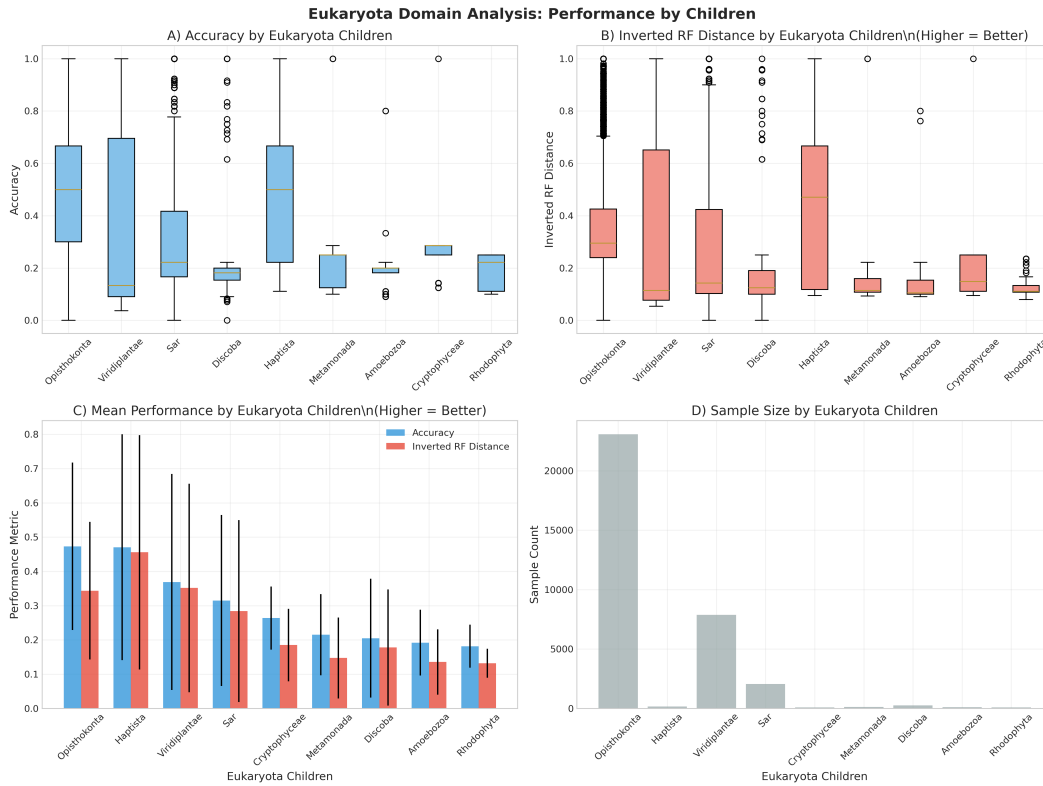 Eukaryota Domain Analysis: Performance by Children
A) Accuracy by Eukaryota Children
Accuracy
1.0
0.8
0.6
0.4
0.2
0.0
Opisthokonta
Viridiplantae
Sar
Discoba
Haptista
Metamonada
Amoebozoa
Cryptophyceae
Rhodophyta
B) Inverted RF Distance by Eukaryota Children\n(Higher = Better)
Inverted RF Distance
1.0
0.8
0.6
0.4
0.2
0.0
Opisthokonta
Viridiplantae
Sar
Discoba
Haptista
Metamonada
Amoebozoa
Cryptophyceae
Rhodophyta
C) Mean Performance by Eukaryota Children\n(Higher = Better)
Performance Metric
0.8
0.7
0.6
0.5
0.4
0.3
0.2
0.1
0.0
Accuracy
Inverted RF Distance
Opisthokonta
Haptista
Viridiplantae
Sar
Cryptophyceae
Metamonada
Discoba
Amoebozoa
Rhodophyta
Eukaryota Children
D) Sample Size by Eukaryota Children
Sample Count
20000
15000
10000
5000
0
Opisthokonta
Haptista
Viridiplantae
Sar
Cryptophyceae
Metamonada
Discoba
Amoebozoa
Rhodophyta
Eukaryota Children